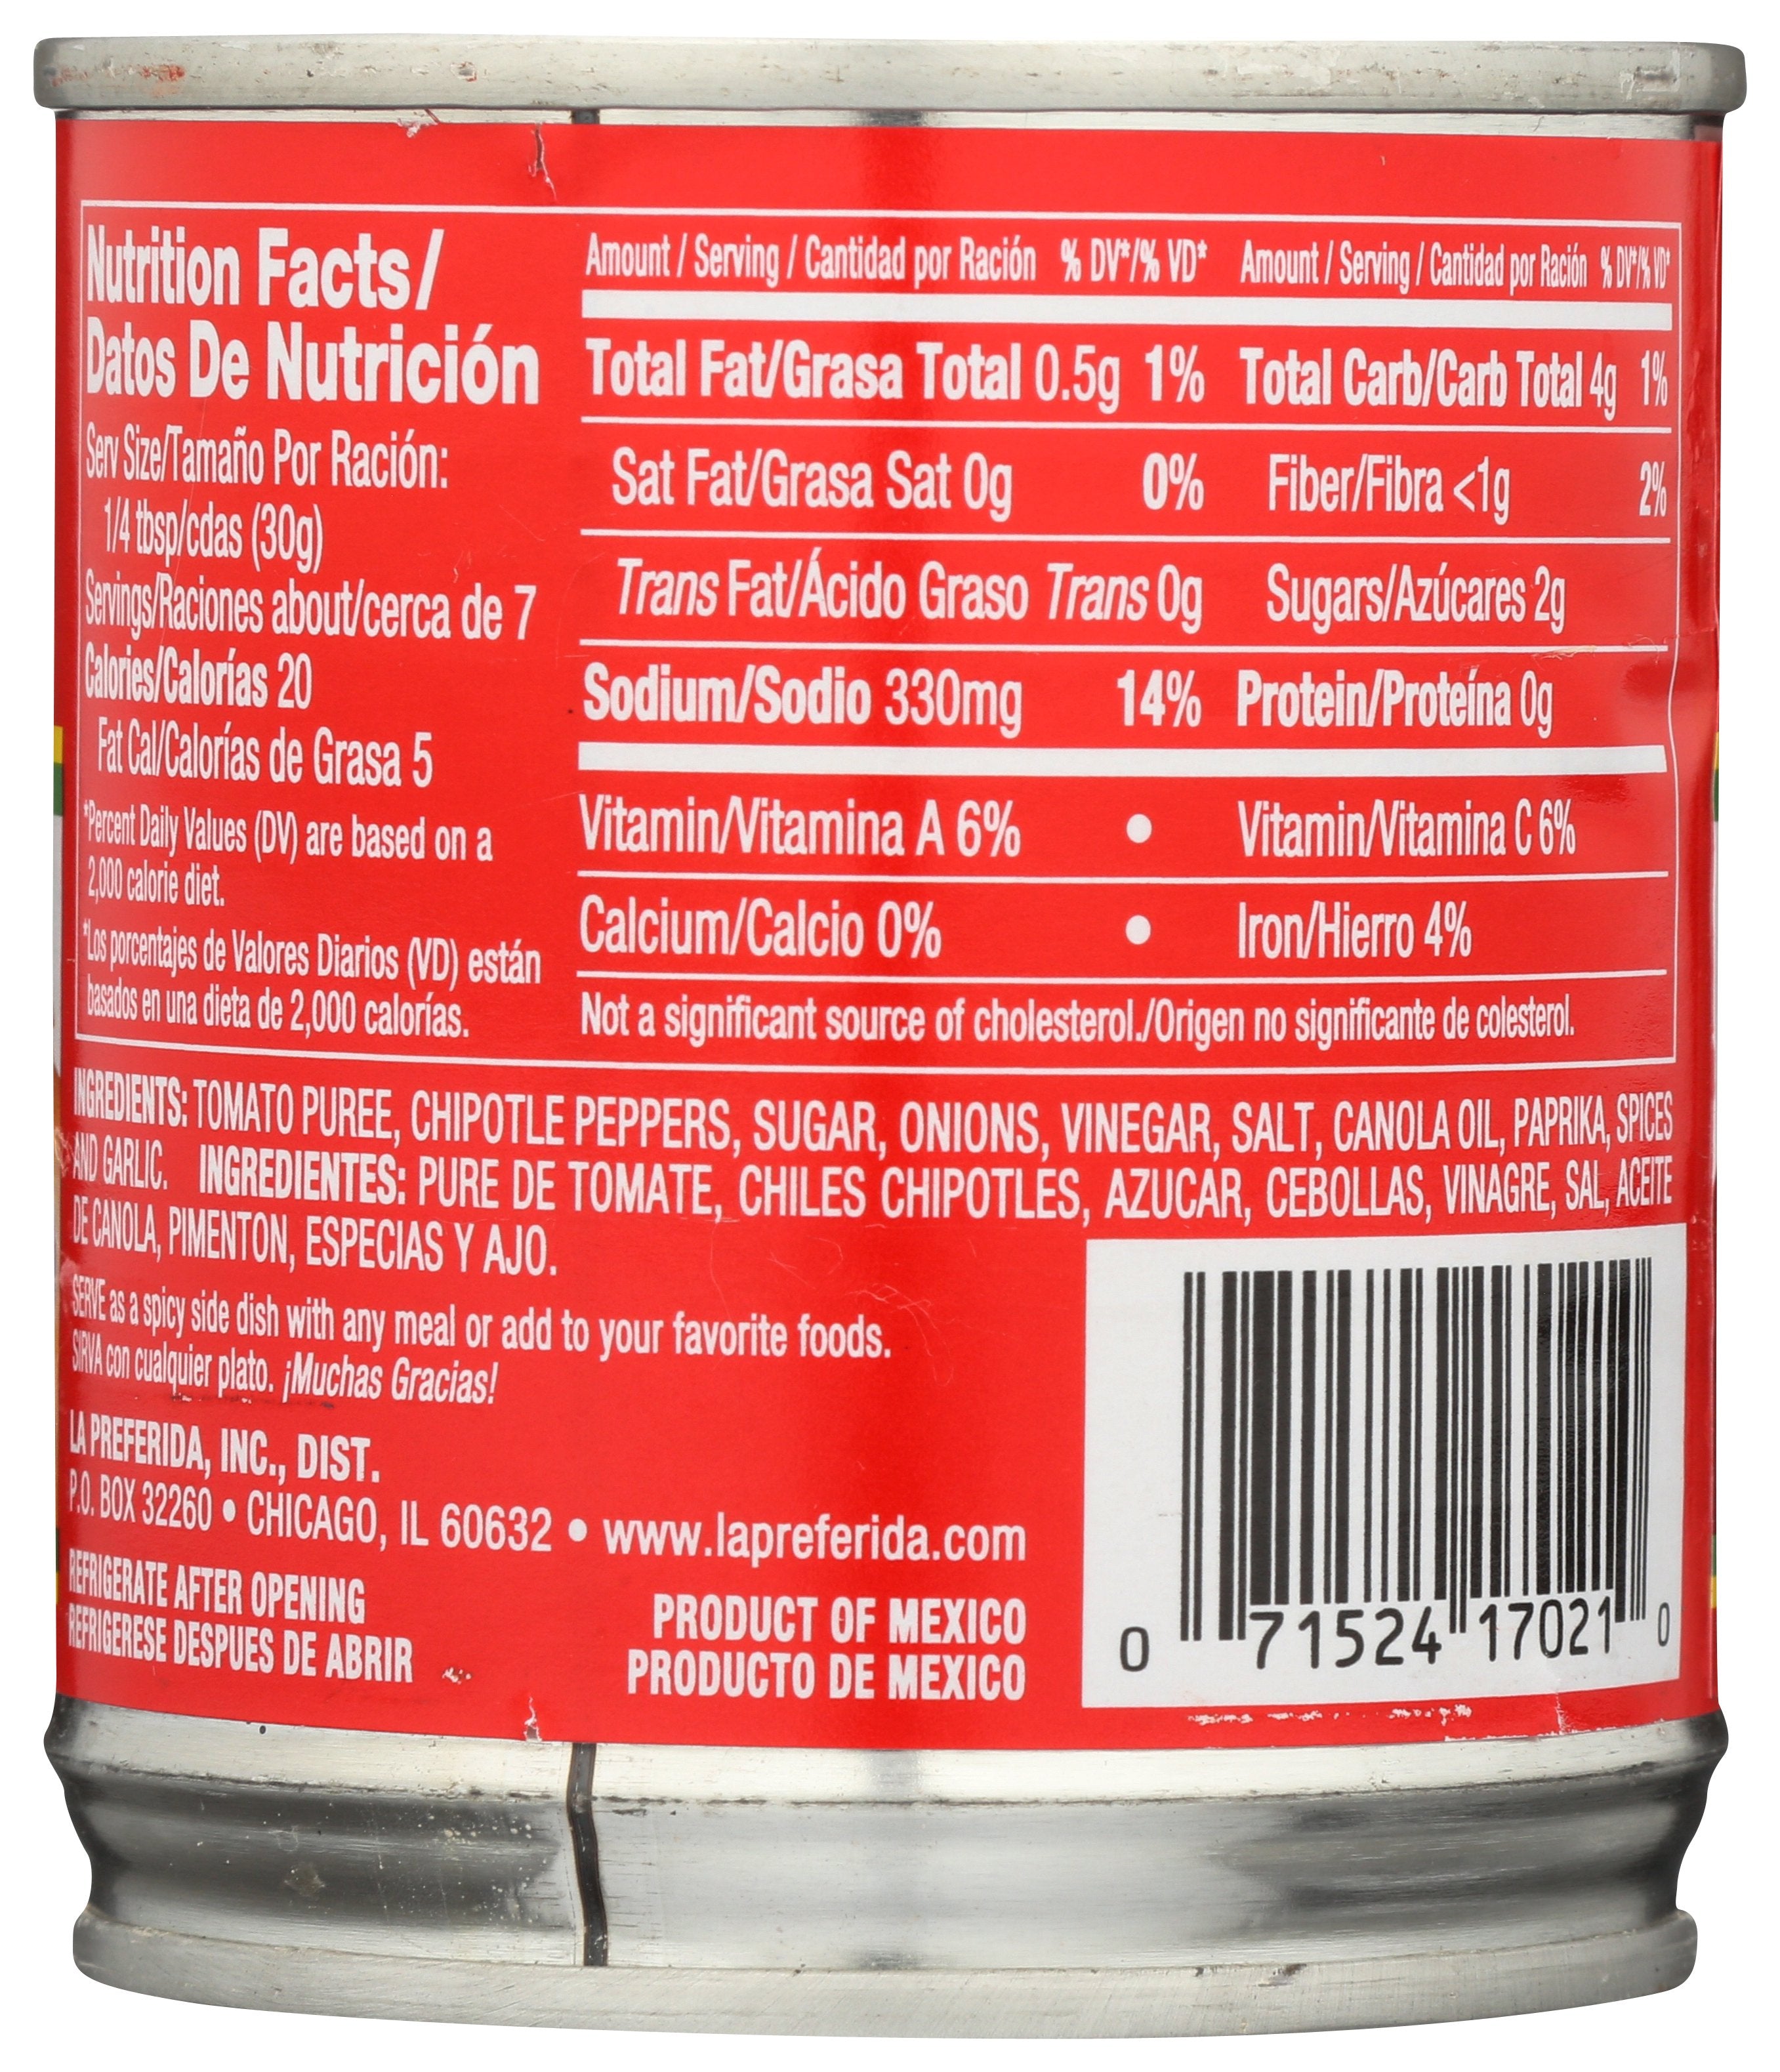 Nutrition Facts/
Datos De Nutrición
Serv Size/Tamaño Por Ración:
1/4 tbsp/cdas (30g)
Servings/Raciones about/cerca de 7
Calories/Calorías 20
Fat Cal/Calorías de Grasa 5
*Percent Daily Values (DV) are based on a
2,000 calorie diet.
*Los porcentajes de Valores Diarios (VD) están
basados en una dieta de 2,000 calorías.
Amount / Serving / Cantidad por Ración % DV*/% VD* Amount / Serving / Cantidad por Ración % DV*/% VD*
Total Fat/Grasa Total 0.5g 1% Total Carb/Carb Total 4g 1%
Sat Fat/Grasa Sat 0g 0% Fiber/Fibra <1g 2%
Trans Fat/Ácido Graso Trans 0g Sugars/Azúcares 2g
Sodium/Sodio 330mg 14% Protein/Proteína 0g
Vitamin/Vitamina A 6% • Vitamin/Vitamina C 6%
Calcium/Calcio 0% • Iron/Hierro 4%
Not a significant source of cholesterol./Origen no significante de colesterol.
INGREDIENTS: TOMATO PUREE, CHIPOTLE PEPPERS, SUGAR, ONIONS, VINEGAR, SALT, CANOLA OIL, PAPRIKA, SPICES
AND GARLIC. INGREDIENTES: PURE DE TOMATE, CHILES CHIPOTLES, AZUCAR, CEBOLLAS, VINAGRE, SAL, ACEITE
DE CANOLA, PIMENTON, ESPECIAS Y AJO.
SERVE as a spicy side dish with any meal or add to your favorite foods.
SIRVA con cualquier plato. ¡Muchas Gracias!
LA PREFERIDA, INC., DIST.
P.O. BOX 32260 • CHICAGO, IL 60632 • www.lapreferida.com
REFRIGERATE AFTER OPENING
REFRIGERESE DESPUES DE ABRIR
PRODUCT OF MEXICO
PRODUCTO DE MEXICO
0 71524 17021 0